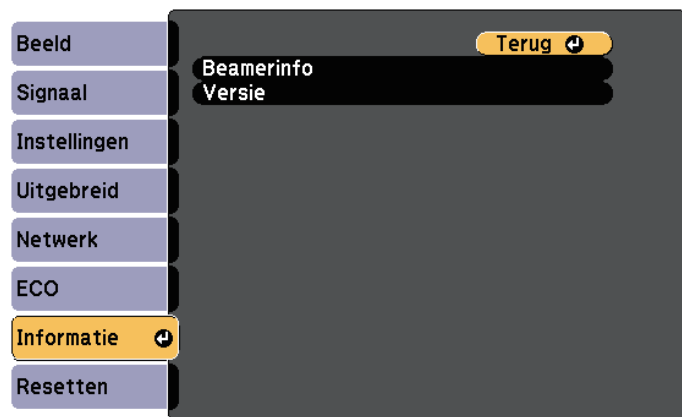 Beeld
Signaal
Instellingen
Uitgebreid
Netwerk
ECO
Informatie
Resetten
Terug
Beamerinfo
Versie